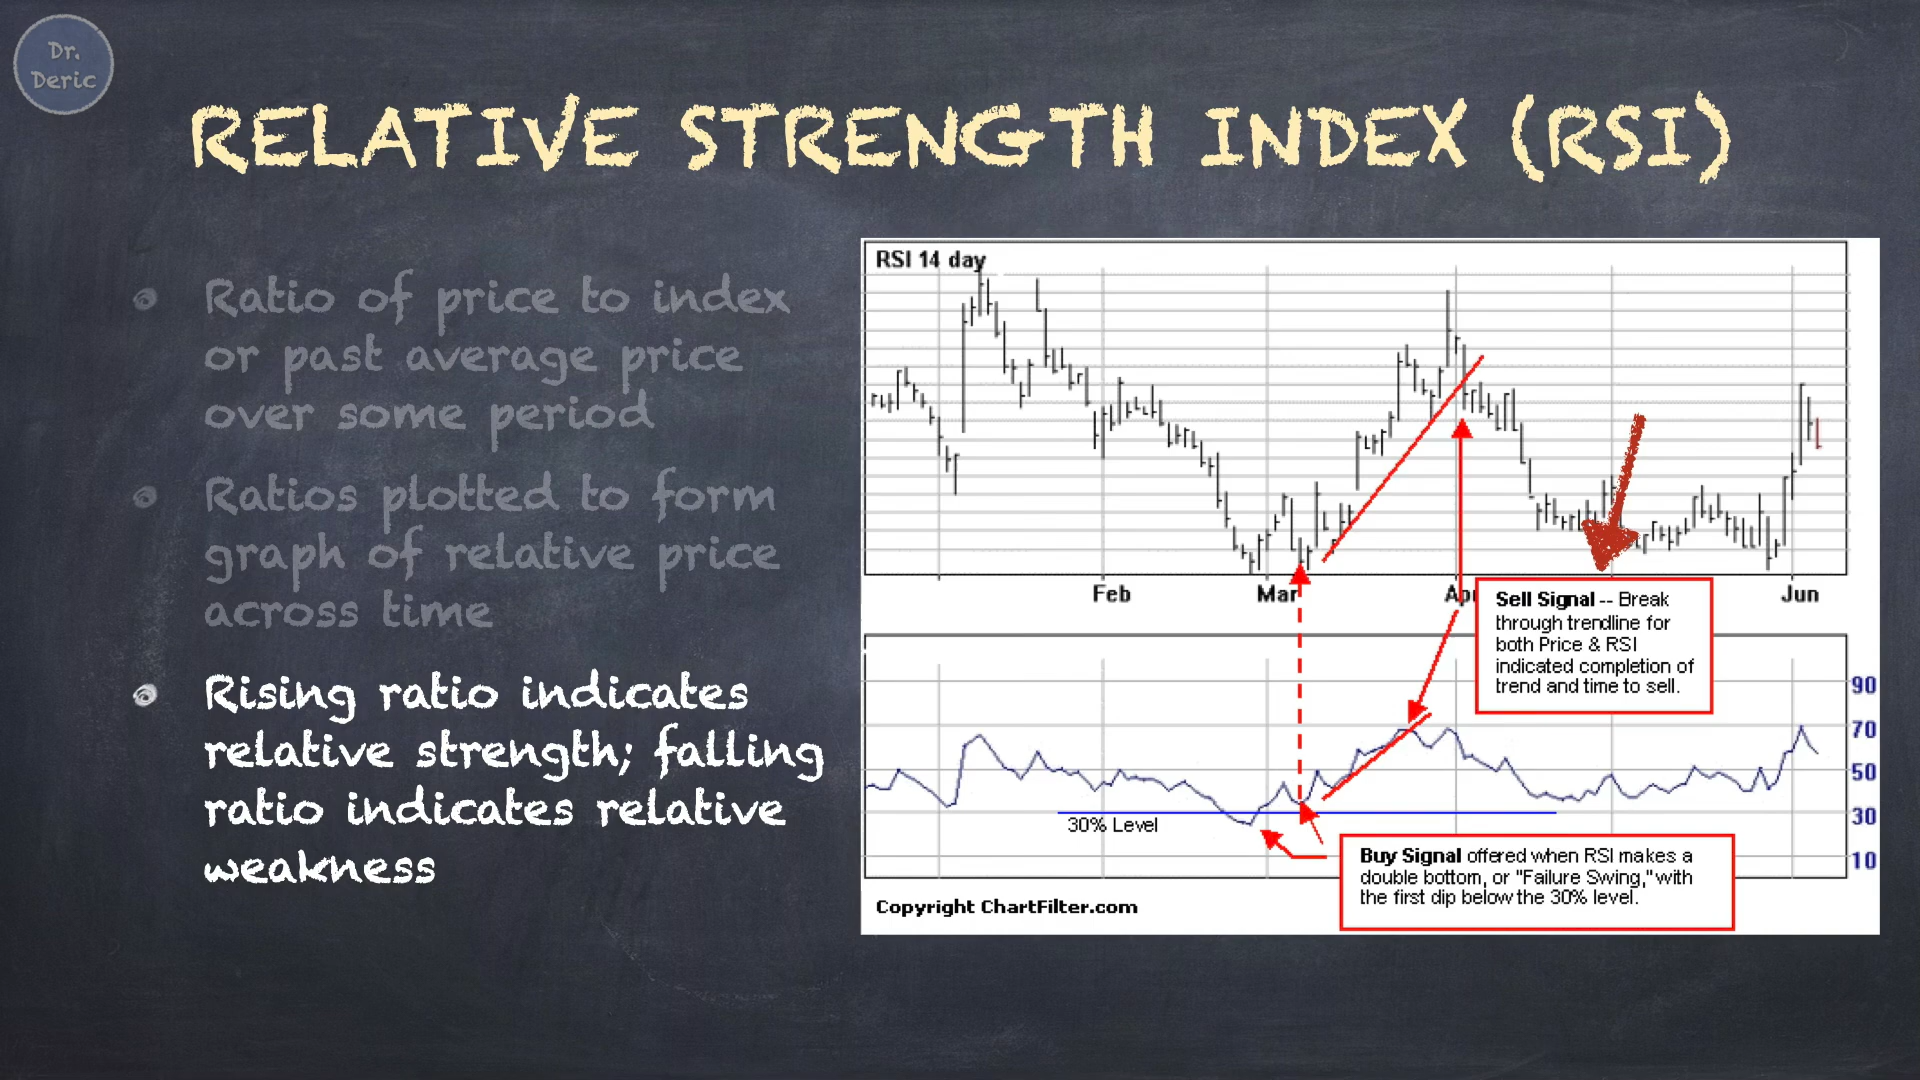 Dr.
Deric
RELATIVE STRENGTH INDEX (RSI)
Ratio of price to index
or past average price
over some period
Ratios plotted to form
graph of relative price
across time
Rising ratio indicates
relative strength; falling
ratio indicates relative
weakness
RSI 14 day
Feb
Mar
Jun
Sell Signal -- Break
through trendline for
both Price & RSI
indicated completion of
trend and time to sell.
90
70
50
30
10
30% Level
Buy Signal offered when RSI makes a
double bottom, or "Failure Swing," with
the first dip below the 30% level.
Copyright ChartFilter.com